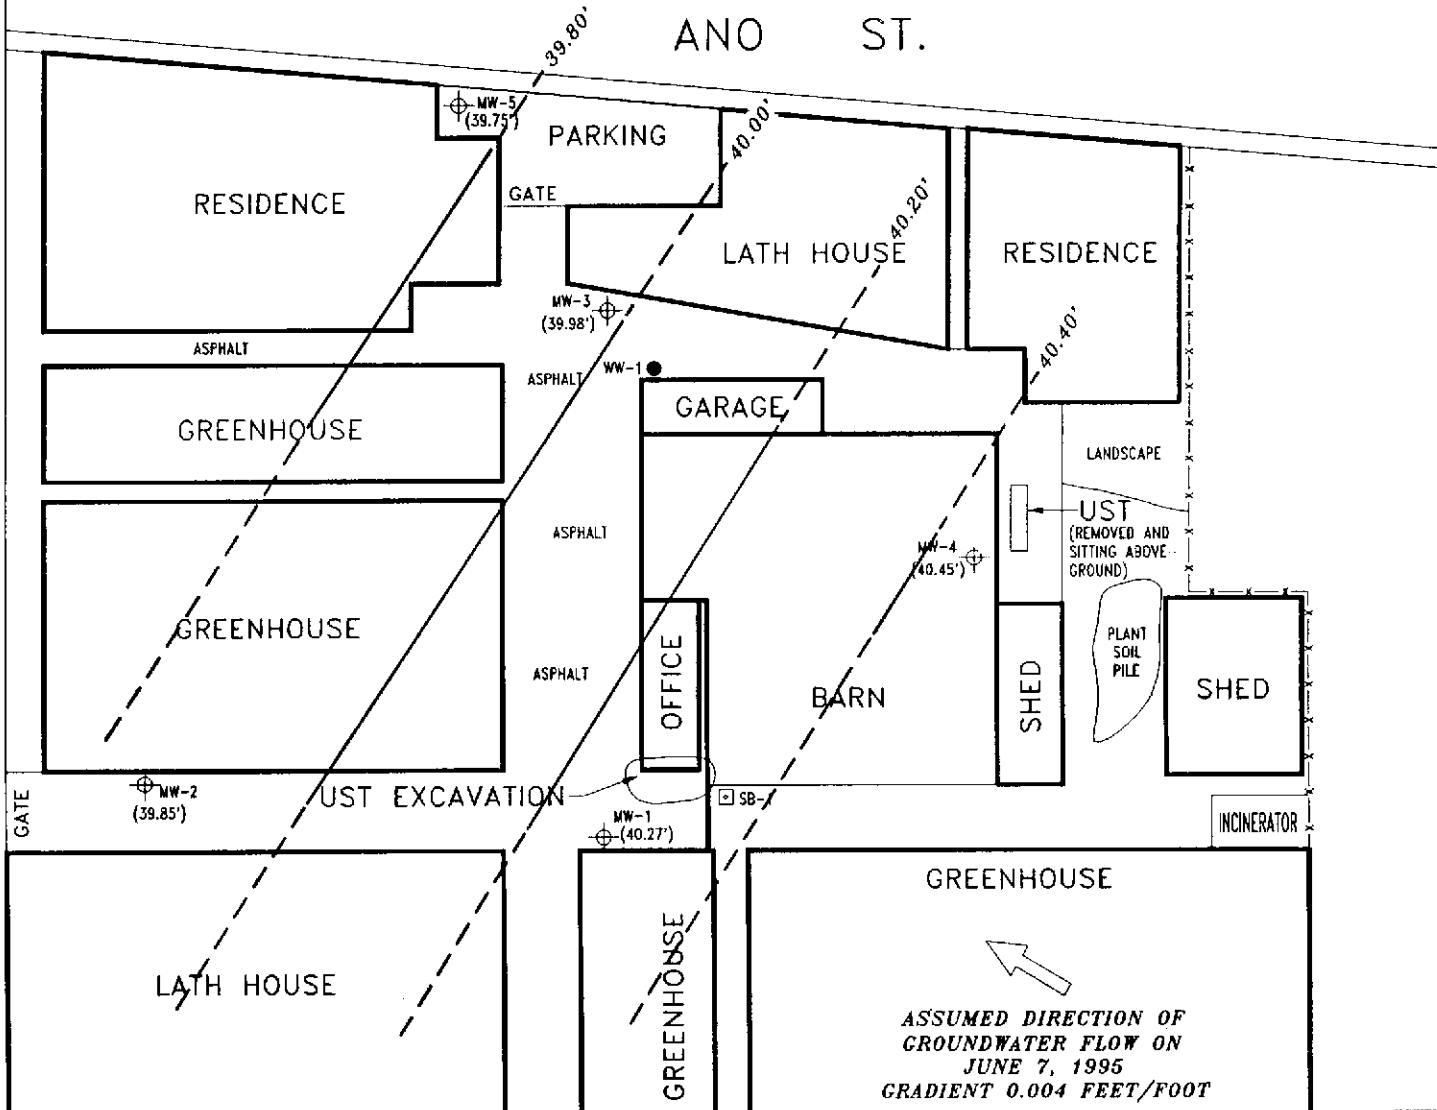 ANO ST.
39.80'
MW-5
(39.75')
PARKING
40.00'
RESIDENCE
GATE
40.20'
LATH HOUSE
RESIDENCE
MW-3
(39.98')
40.40'
ASPHALT
WW-1
ASPHALT
GARAGE
GREENHOUSE
LANDSCAPE
UST
(REMOVED AND
SITTING ABOVE
GROUND)
ASPHALT
MW-4
(40.45')
GREENHOUSE
PLANT
SOIL
PILE
OFFICE
ASPHALT
BARN
SHED
SHED
MW-2
(39.85')
UST EXCAVATION
SB-1
GATE
MW-1
(40.27')
INCINERATOR
GREENHOUSE
LATH HOUSE
GREENHOUSE
ASSUMED DIRECTION OF
GROUNDWATER FLOW ON
JUNE 7, 1995
GRADIENT 0.004 FEET/FOOT